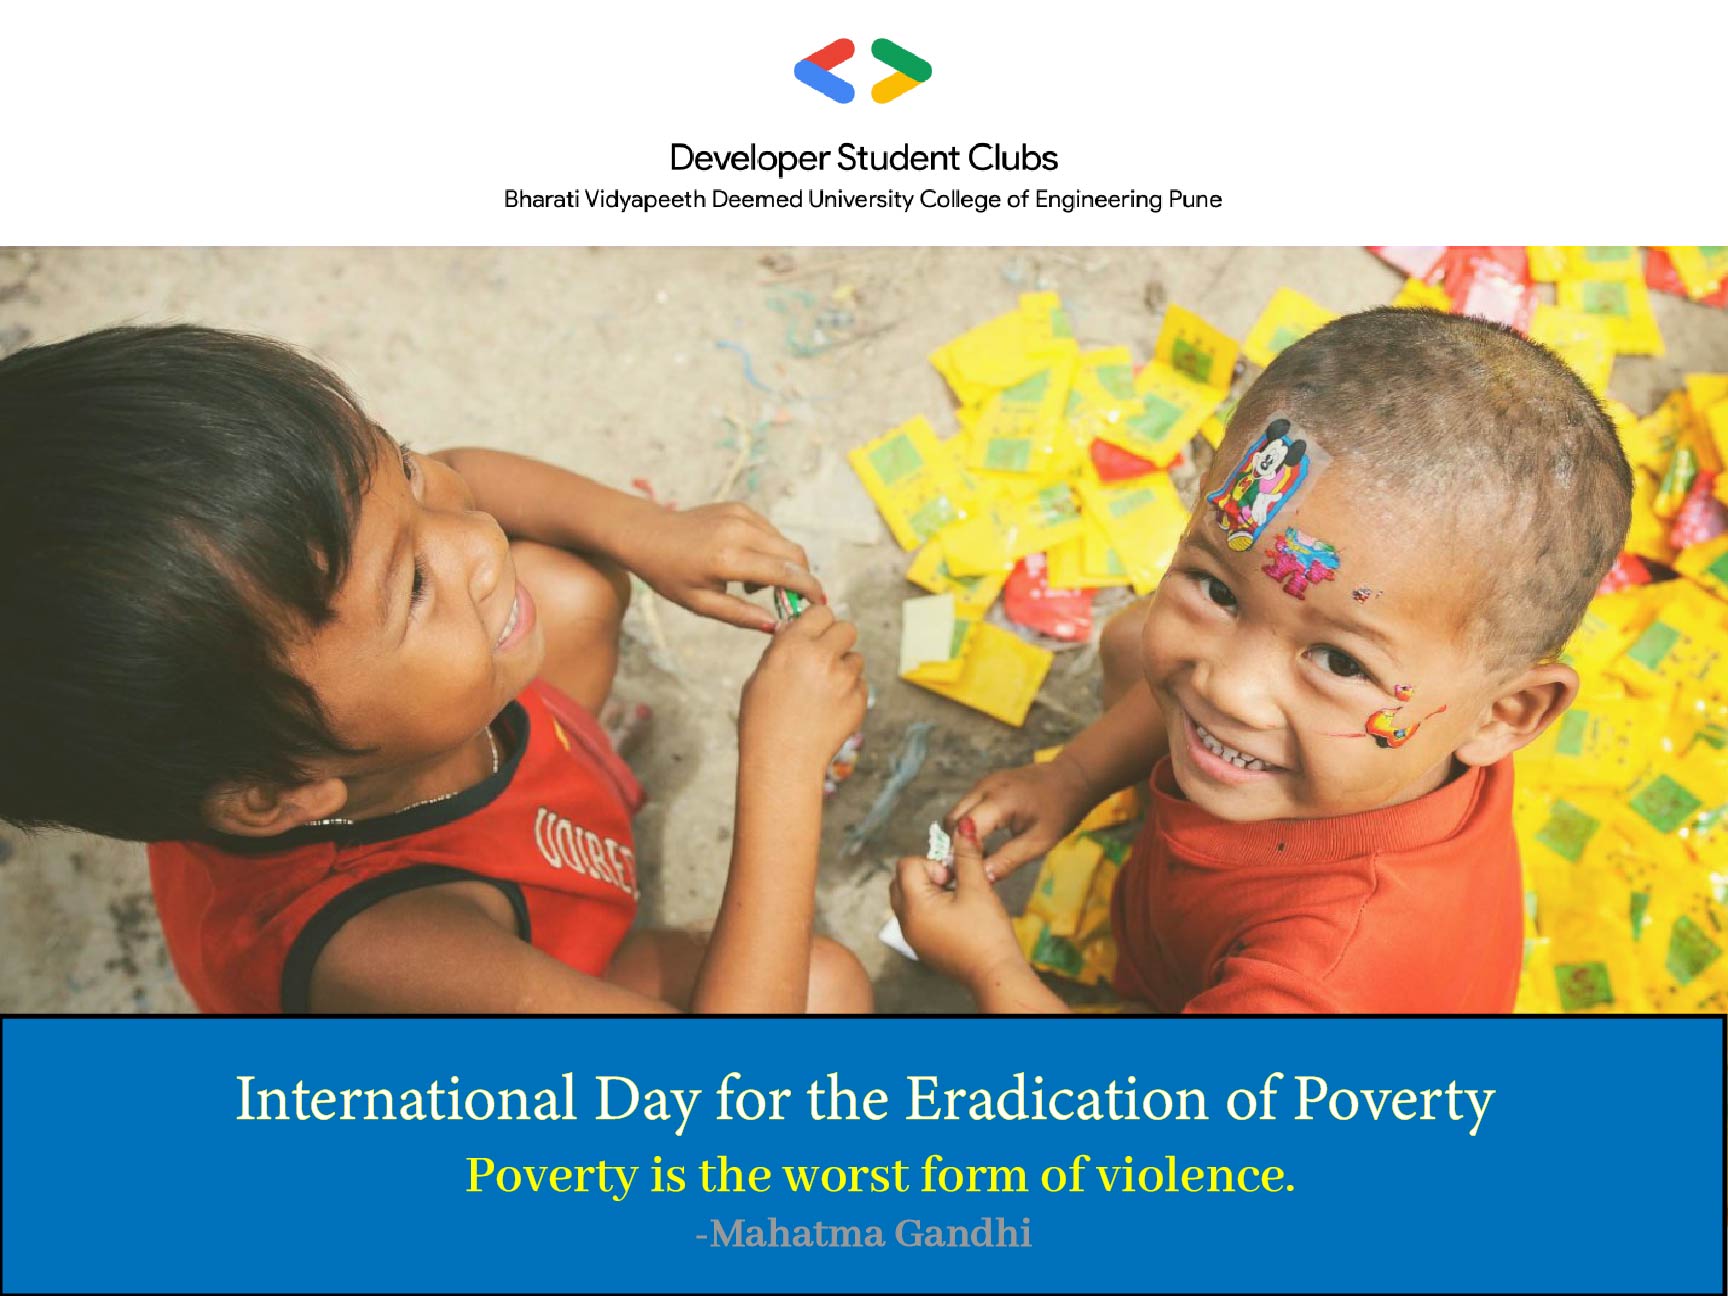 Developer Student Clubs
Bharati Vidyapeeth Deemed University College of Engineering Pune
International Day for the Eradication of Poverty
Poverty is the worst form of violence.
-Mahatma Gandhi